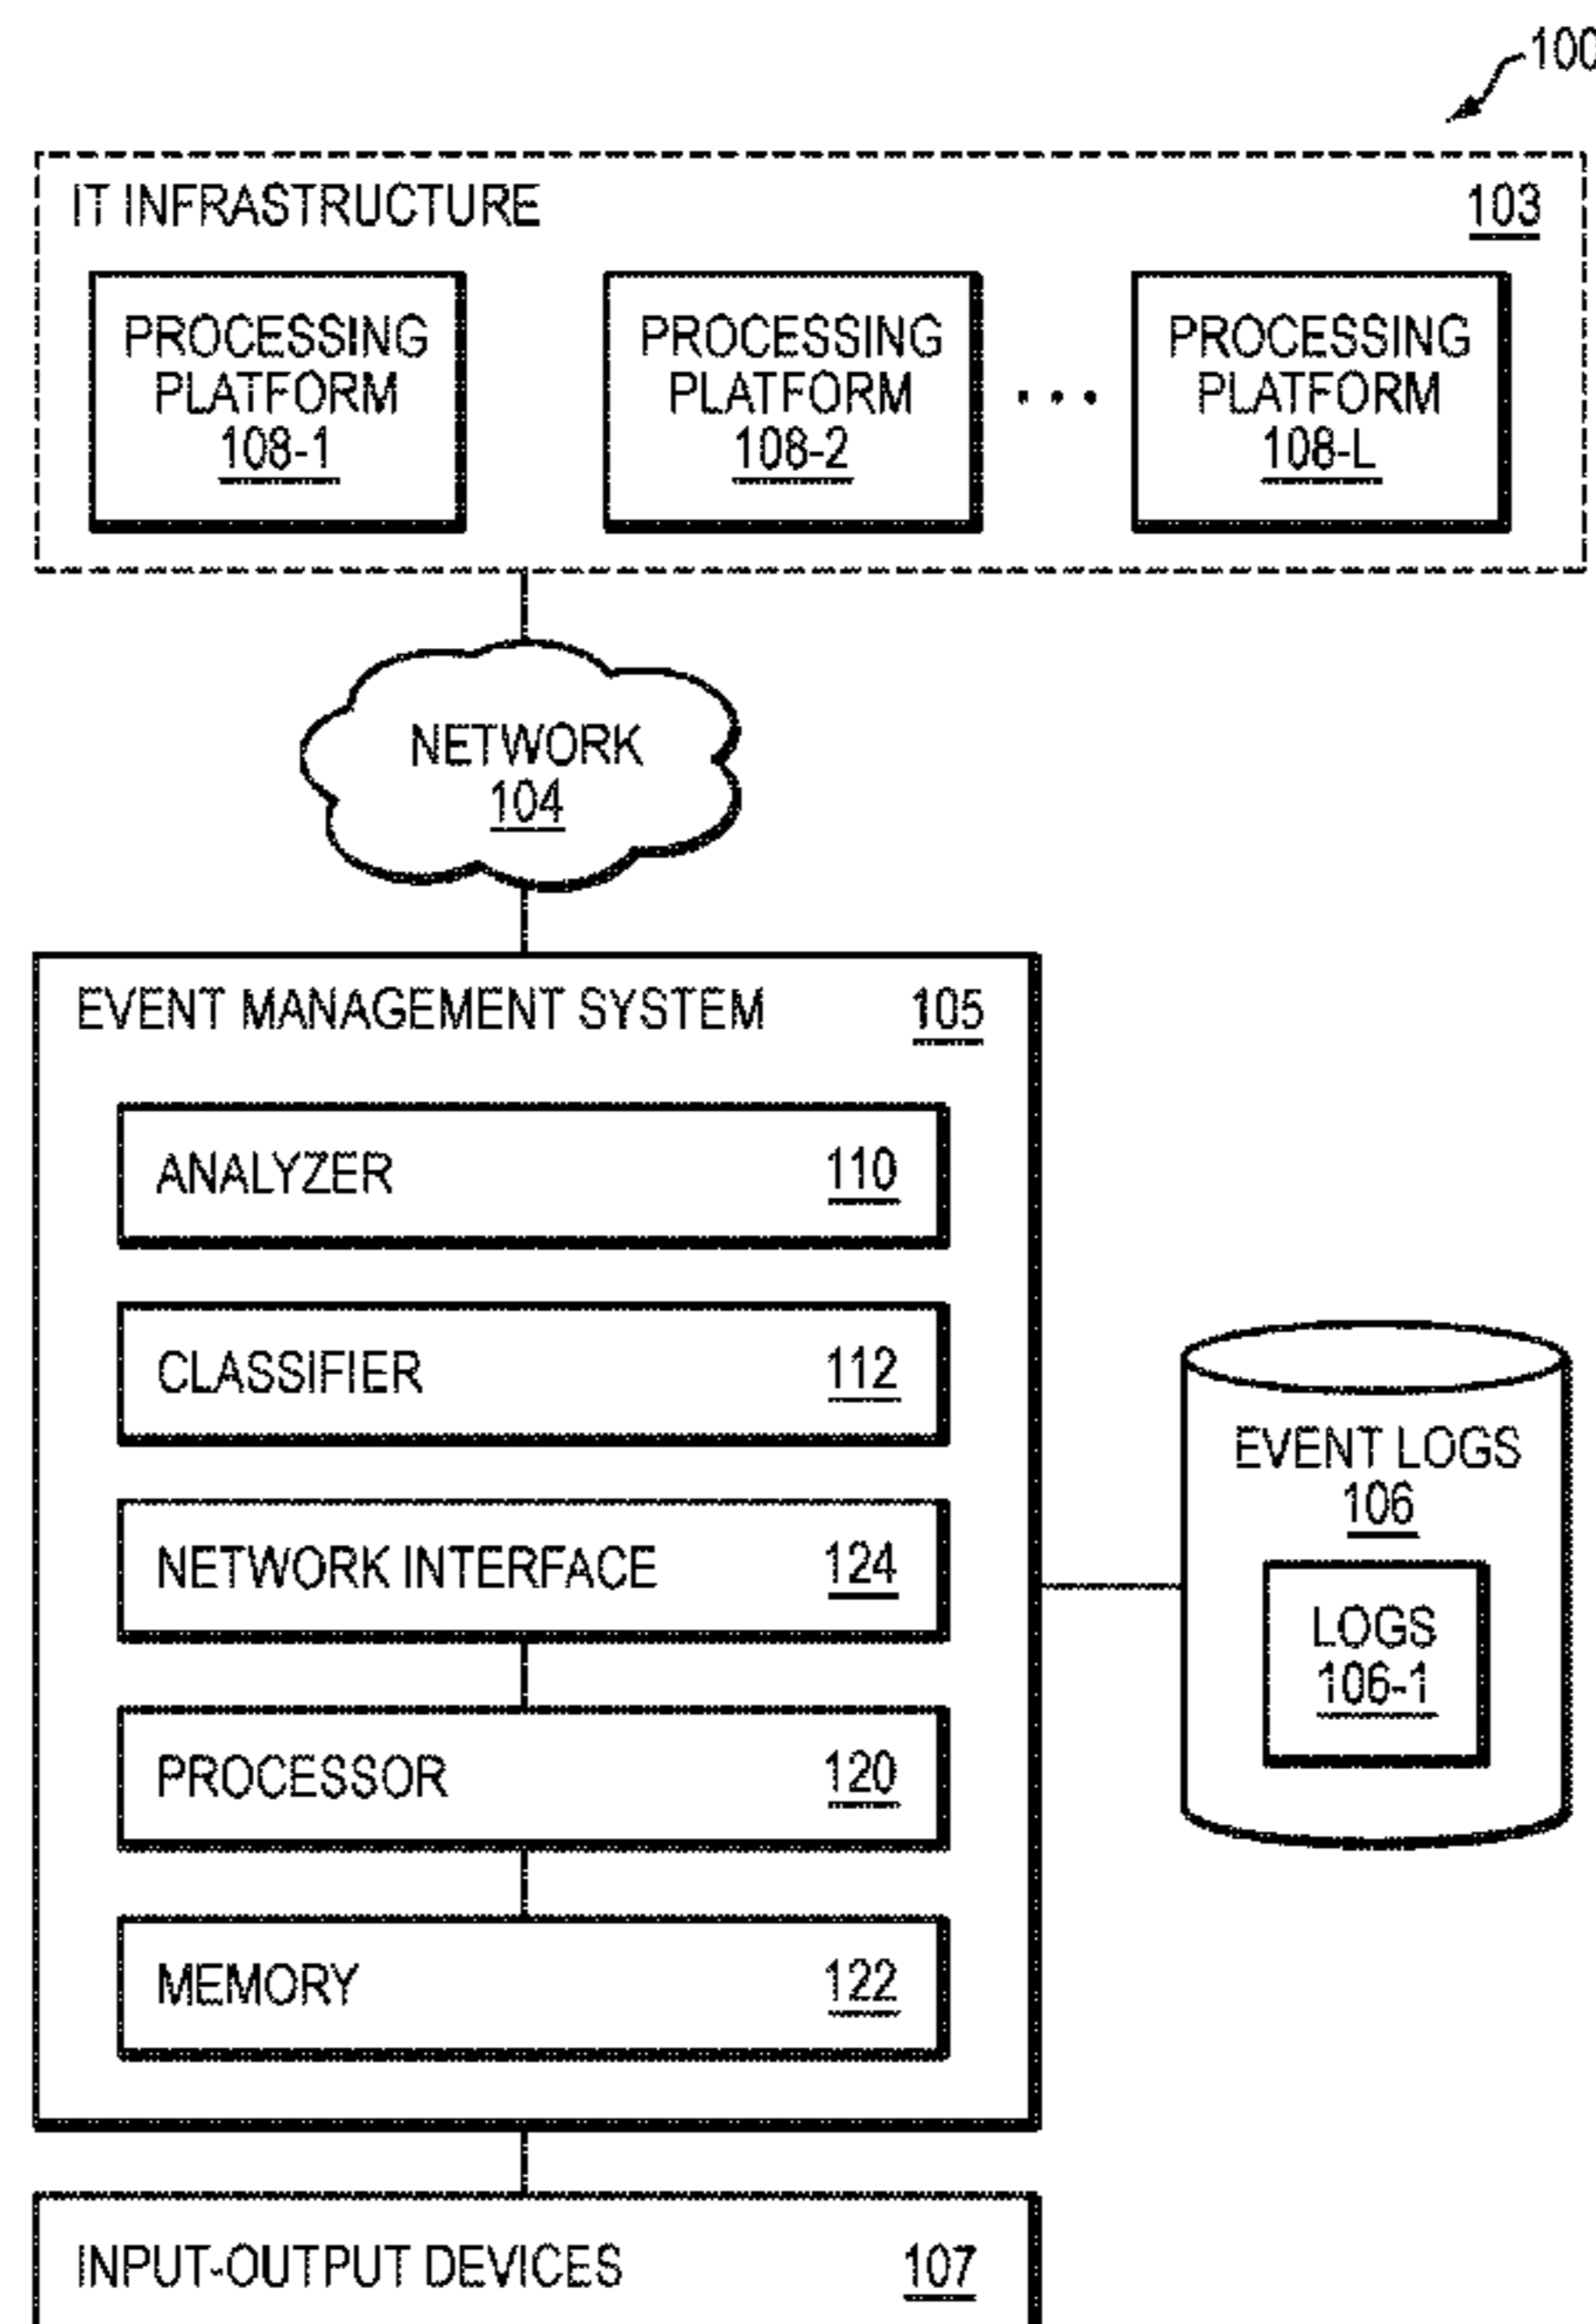 100
IT INFRASTRUCTURE 103
PROCESSING PLATFORM 108-1
PROCESSING PLATFORM 108-2
...
PROCESSING PLATFORM 108-L
NETWORK
104
EVENT MANAGEMENT SYSTEM 105
ANALYZER 110
CLASSIFIER 112
NETWORK INTERFACE 124
PROCESSOR 120
MEMORY 122
EVENT LOGS
106
LOGS
106-1
INPUT-OUTPUT DEVICES 107